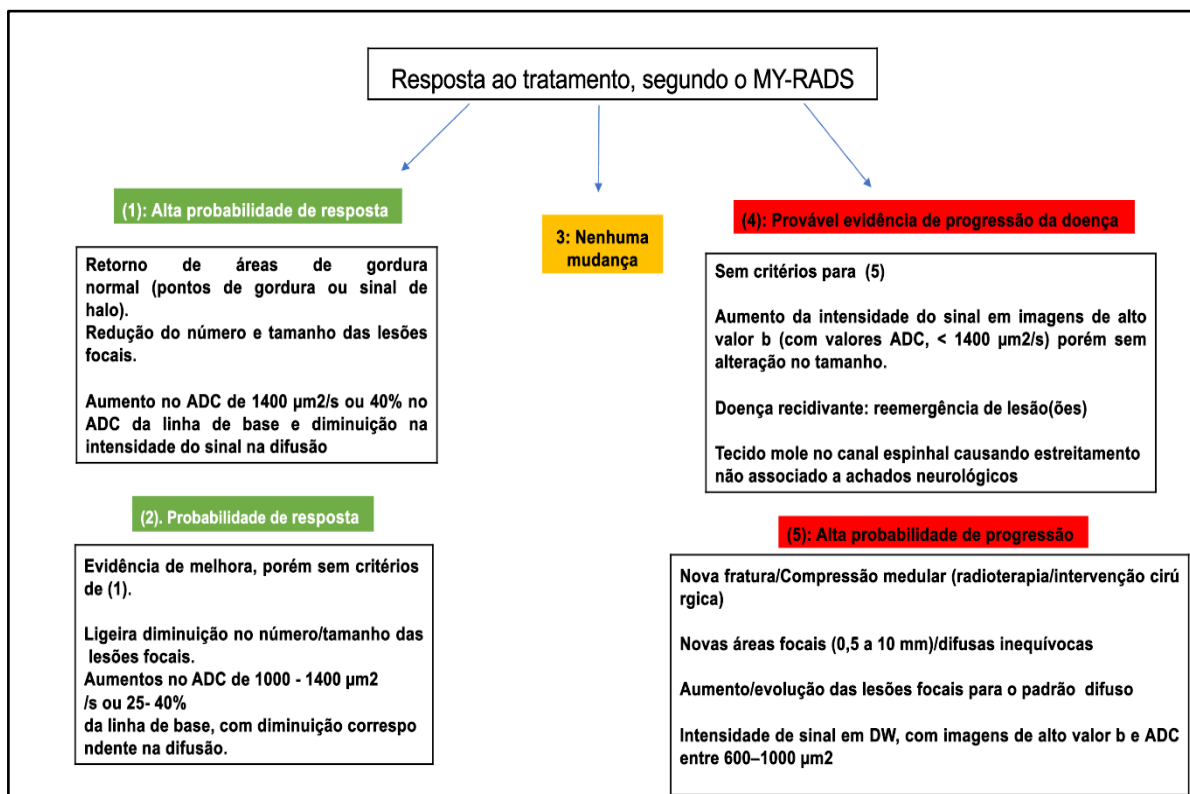 Resposta ao tratamento, segundo o MY-RADS
(1): Alta probabilidade de resposta
Retorno de áreas de gordura
normal (pontos de gordura ou sinal de
halo).
Redução do número e tamanho das lesões
focais.
Aumento no ADC de 1400 µm2/s ou 40% no
ADC da linha de base e diminuição na
intensidade do sinal na difusão
(2). Probabilidade de resposta
Evidência de melhora, porém sem critérios
de (1).
Ligeira diminuição no número/tamanho das
lesões focais.
Aumentos no ADC de 1000 - 1400 µm2
/s ou 25- 40%
da linha de base, com diminuição correspo
ndente na difusão.
3: Nenhuma
mudança
(4): Provável evidência de progressão da doença
Sem critérios para (5)
Aumento da intensidade do sinal em imagens de alto
valor b (com valores ADC, < 1400 µm2/s) porém sem
alteração no tamanho.
Doença recidivante: reemergência de lesão(ões)
Tecido mole no canal espinhal causando estreitamento
não associado a achados neurológicos
(5): Alta probabilidade de progressão
Nova fratura/Compressão medular (radioterapia/intervenção cirú
rgica)
Novas áreas focais (0,5 a 10 mm)/difusas inequívocas
Aumento/evolução das lesões focais para o padrão difuso
Intensidade de sinal em DW, com imagens de alto valor b e ADC
entre 600–1000 µm2